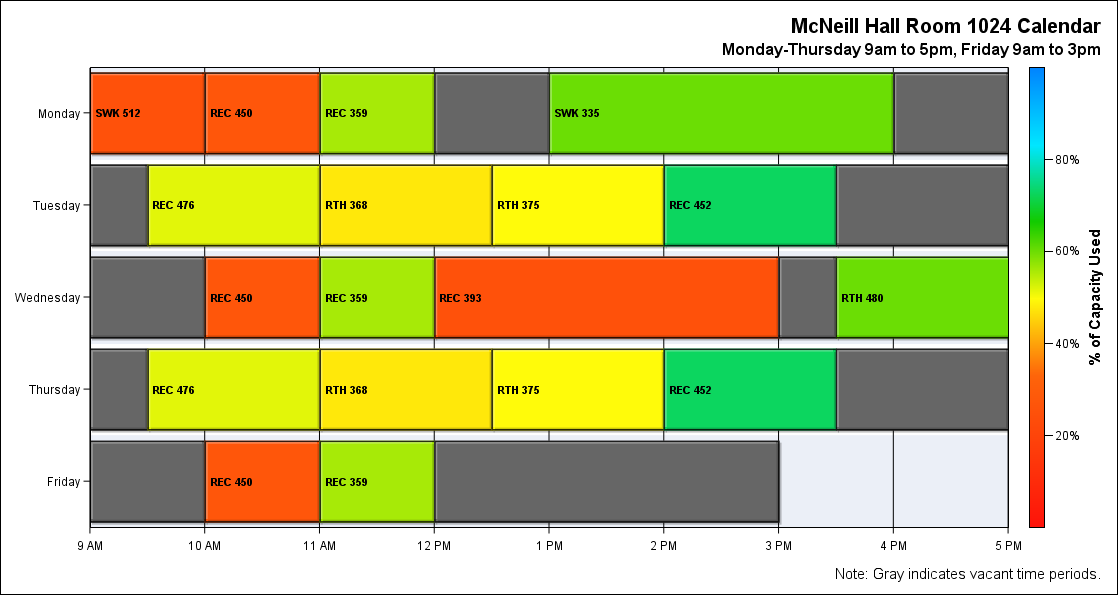 McNeill Hall Room 1024 Calendar
Monday-Thursday 9am to 5pm, Friday 9am to 3pm
Monday
SWK 512
REC 450
REC 359
SWK 335
Tuesday
REC 476
RTH 368
RTH 375
REC 452
Wednesday
REC 450
REC 359
REC 393
RTH 480
Thursday
REC 476
RTH 368
RTH 375
REC 452
Friday
REC 450
REC 359
9 AM
10 AM
11 AM
12 PM
1 PM
2 PM
3 PM
4 PM
5 PM
80%
60%
40%
20%
% of Capacity Used
Note: Gray indicates vacant time periods.